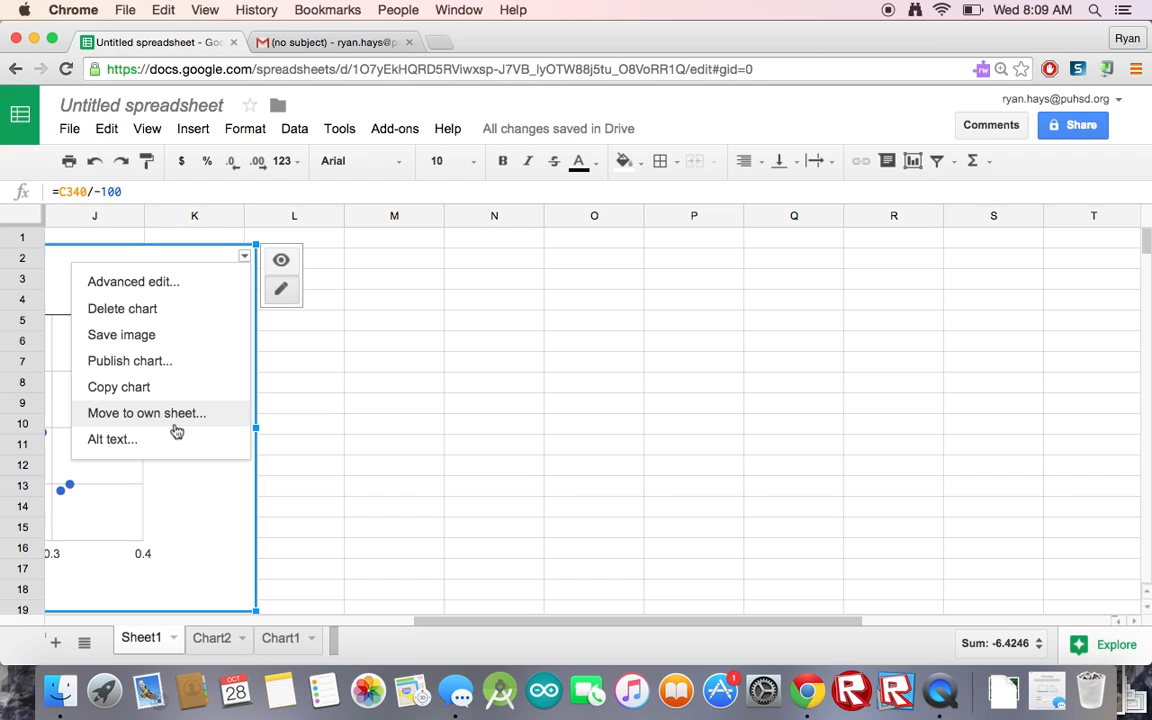 Chrome File Edit View History Bookmarks People Window Help Wed 8:09 AM
Untitled spreadsheet - Goo (no subject) - ryan.hays@p Ryan
https://docs.google.com/spreadsheets/d/1O7yEkHQRD5RViwxsp-J7VB_lyOTW88j5tu_O8VoRR1Q/edit#gid=0
Untitled spreadsheet ryan.hays@puhsd.org
File Edit View Insert Format Data Tools Add-ons Help All changes saved in Drive Comments Share
$ % .0 .00 123 Arial 10 B I S A Σ
fx =C340/-100
J K L M N O P Q R S T
1
2
Advanced edit...
3
4
Delete chart
5
Save image
6
Publish chart...
7
8
Copy chart
9
Move to own sheet...
10
Alt text...
11
12
13
14
15
16 0.3 0.4
17
18
19
Sheet1 Chart2 Chart1 Sum: -6.4246 Explore
OCT
28
1